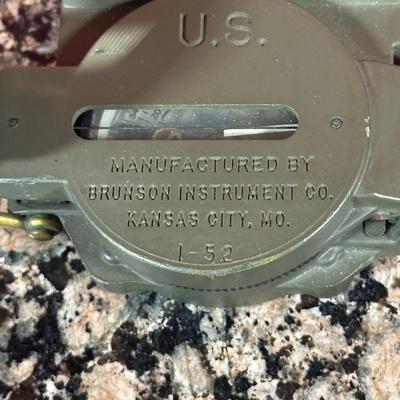 U.S.
MANUFACTURED BY
BRUNSON INSTRUMENT CO.
KANSAS CITY, MO.
1-52